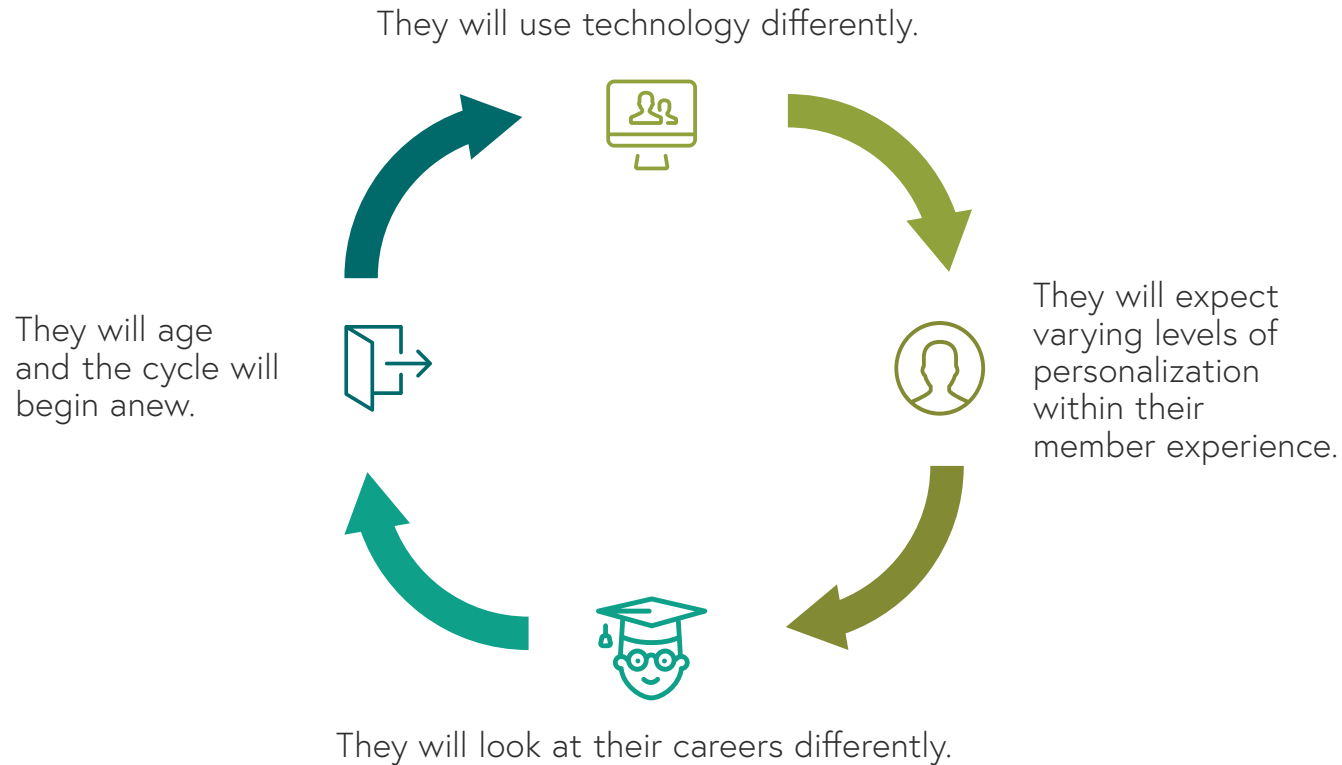 They will use technology differently.
They will expect
varying levels of
personalization
within their
member experience.
They will look at their careers differently.
They will age
and the cycle will
begin anew.